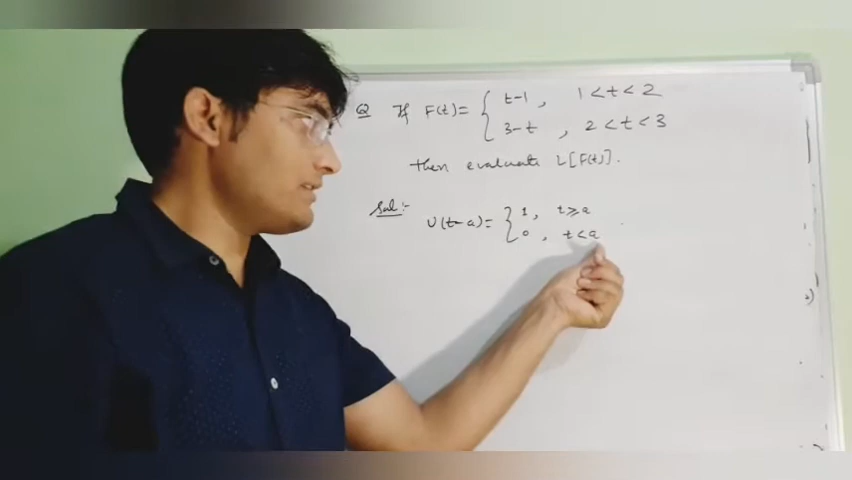 Q If F(t)= { t-1 , 1<t<2
3-t , 2<t<3
then evaluate L[F(t)].
Sol:-
U(t-a)= { 1, t≥a
0, t<a